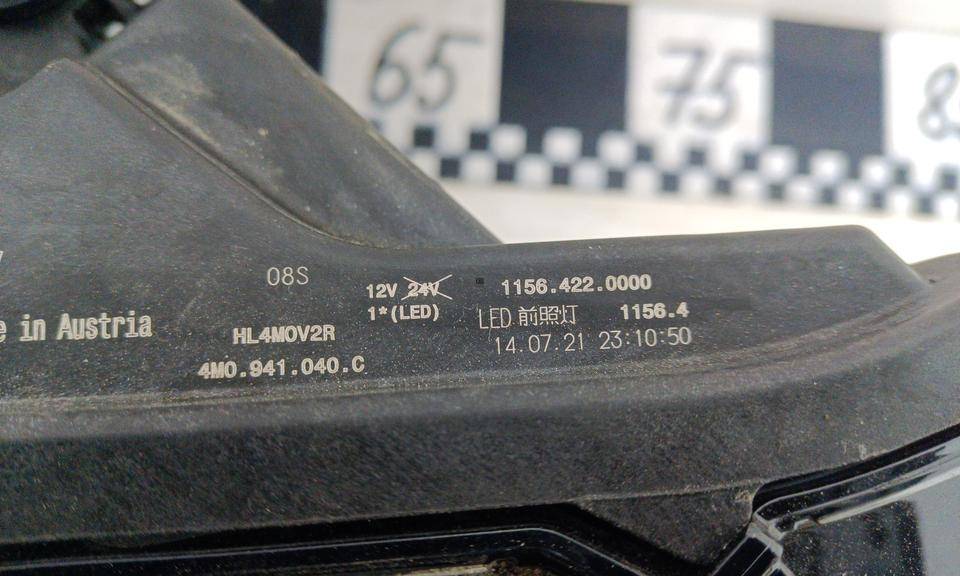 65 75
08S
12V 24V
1*(LED)
1156.422.0000
LED 前照灯 1156.4
14.07.21 23:10:50
in Austria
HL4MOV2R
4M0.941.040.C